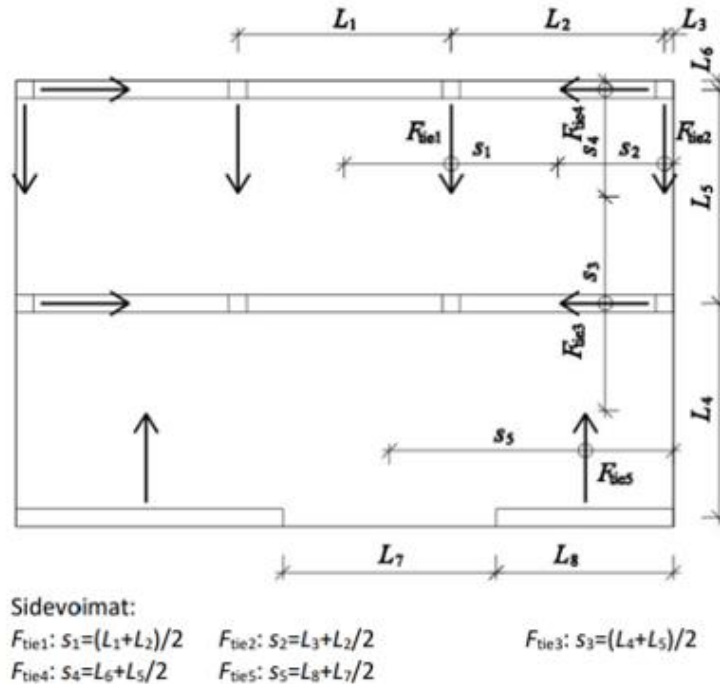 L1 L2 L3
L6
Ftie1 s1 Ftie4 s4 s2 Ftie2
L5
s3
Ftie3
L4
s5
Ftie5
L7 L8
Sidevoimat:
Ftie1: s1=(L1+L2)/2 Ftie2: s2=L3+L2/2 Ftie3: s3=(L4+L5)/2
Ftie4: s4=L6+L5/2 Ftie5: s5=L8+L7/2